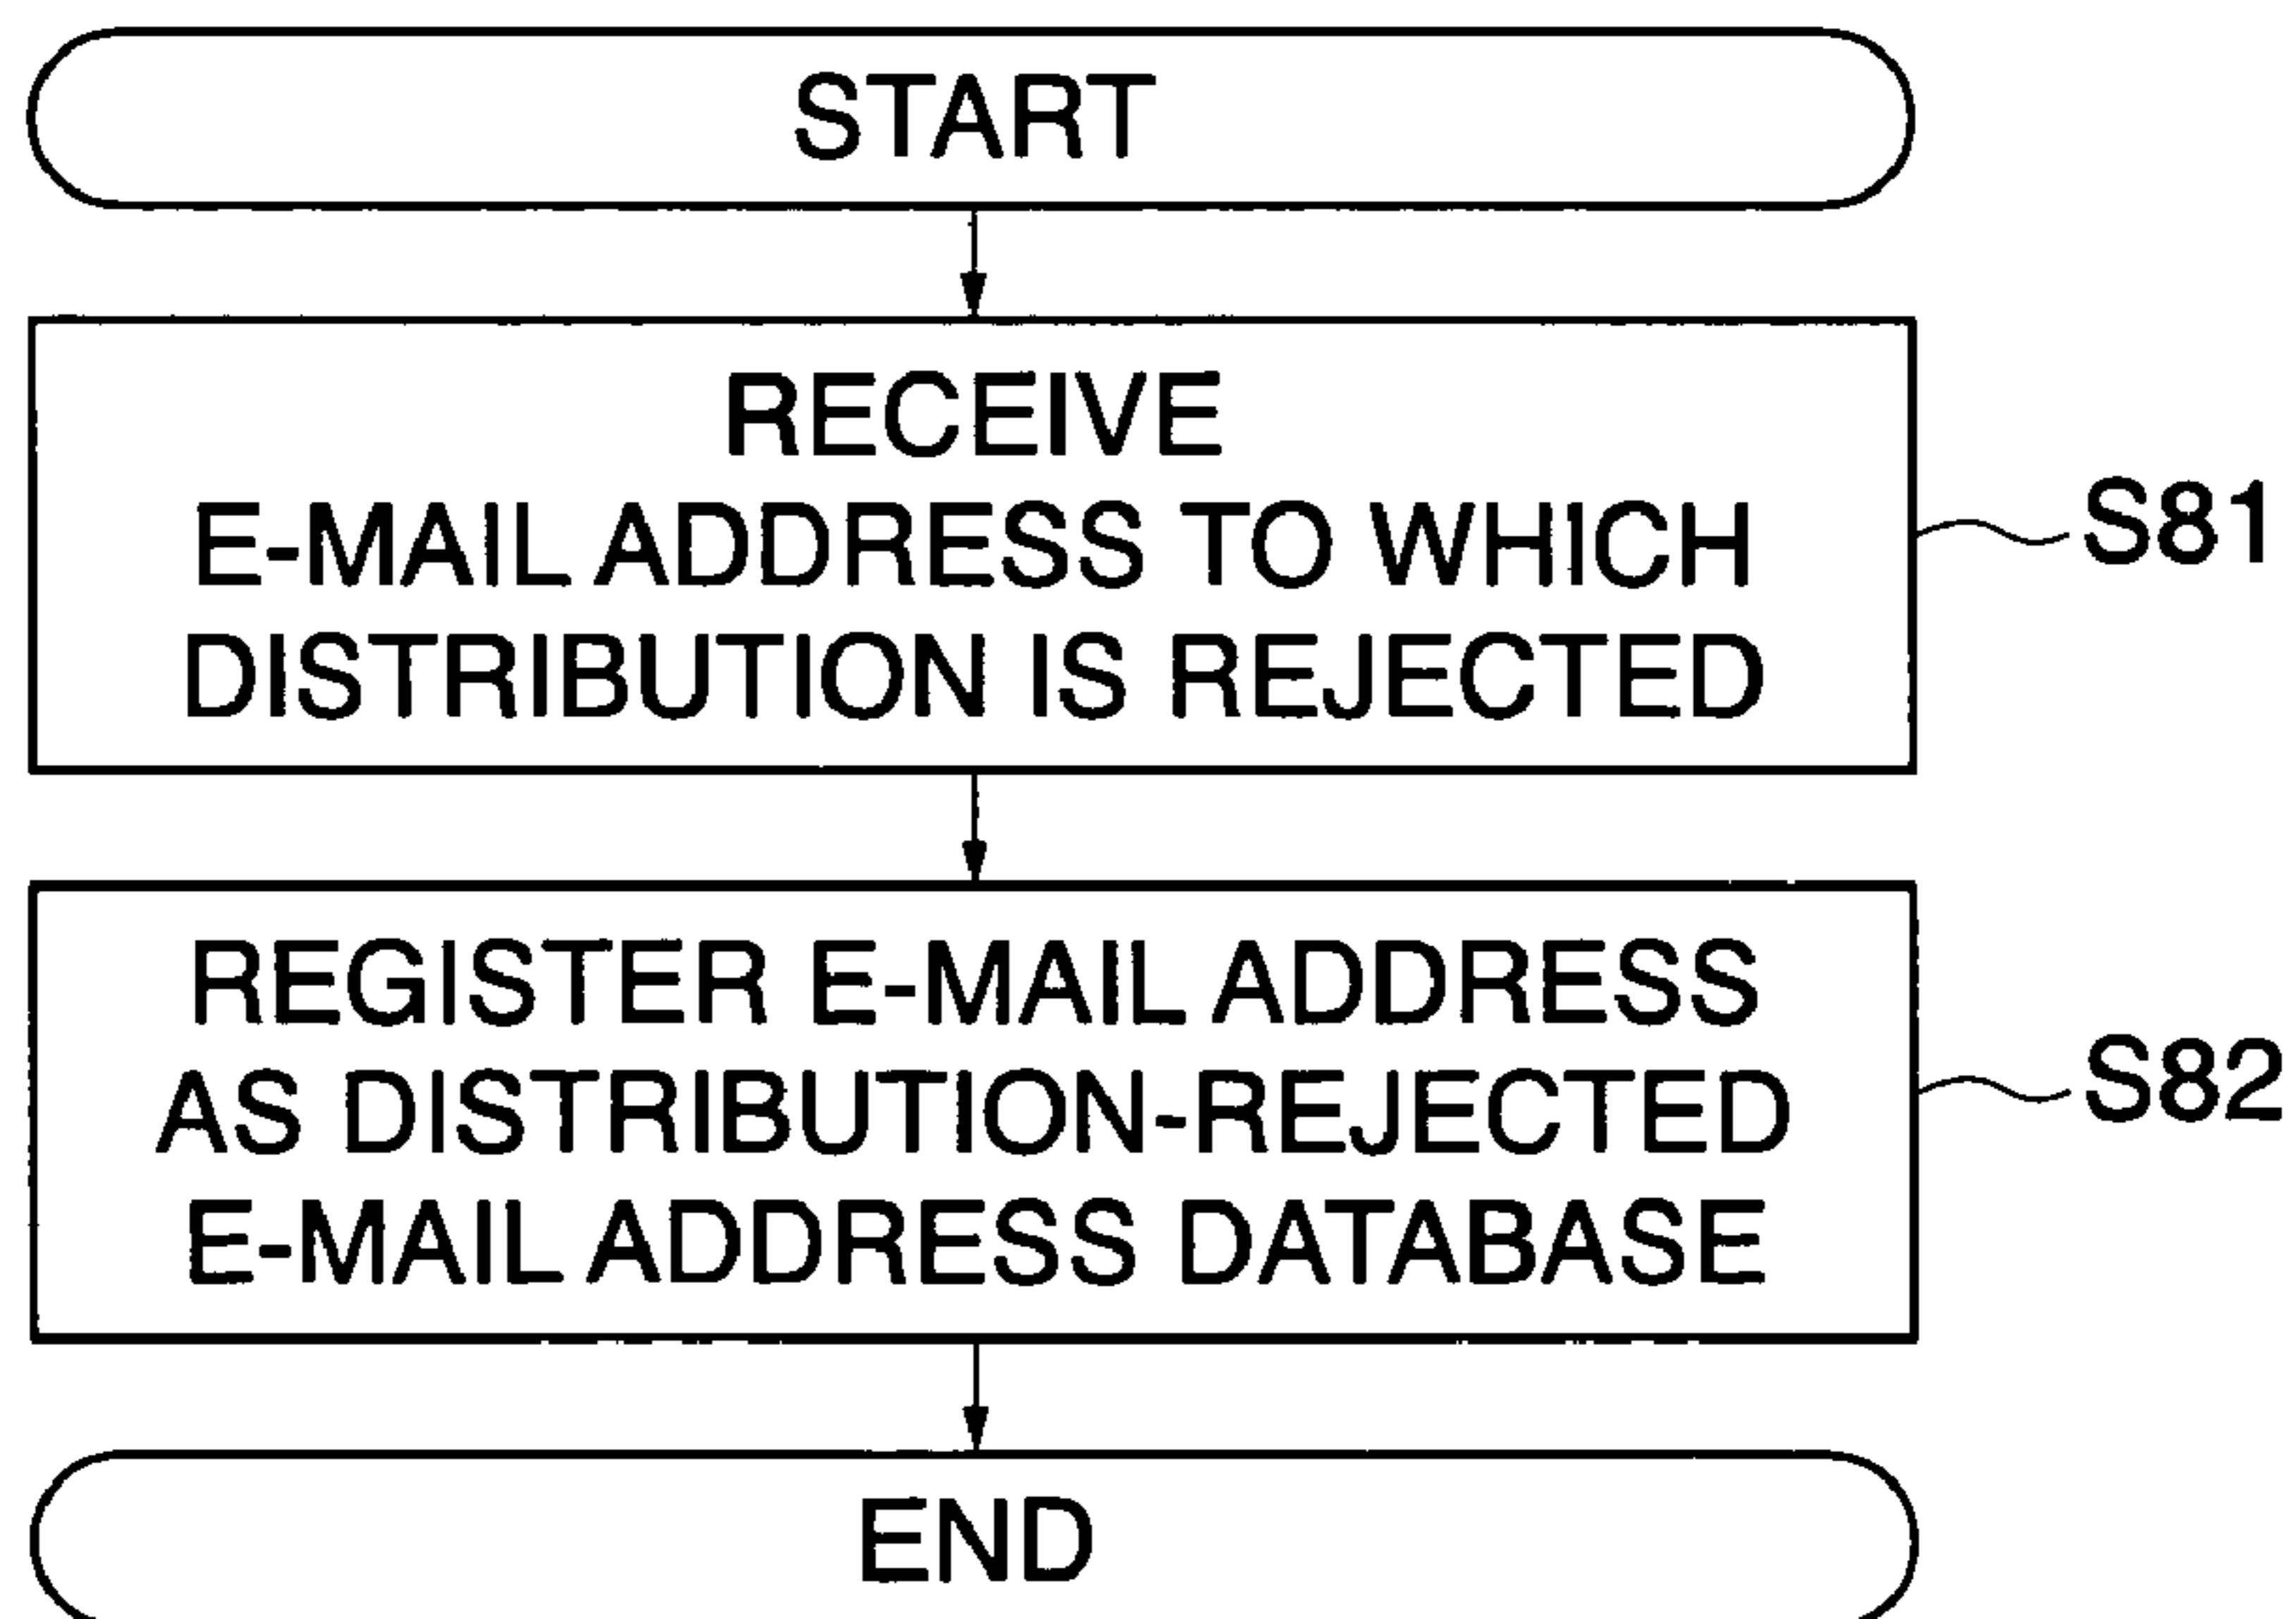 START
RECEIVE
E-MAIL ADDRESS TO WHICH
DISTRIBUTION IS REJECTED
S81
REGISTER E-MAIL ADDRESS
AS DISTRIBUTION-REJECTED
E-MAIL ADDRESS DATABASE
S82
END